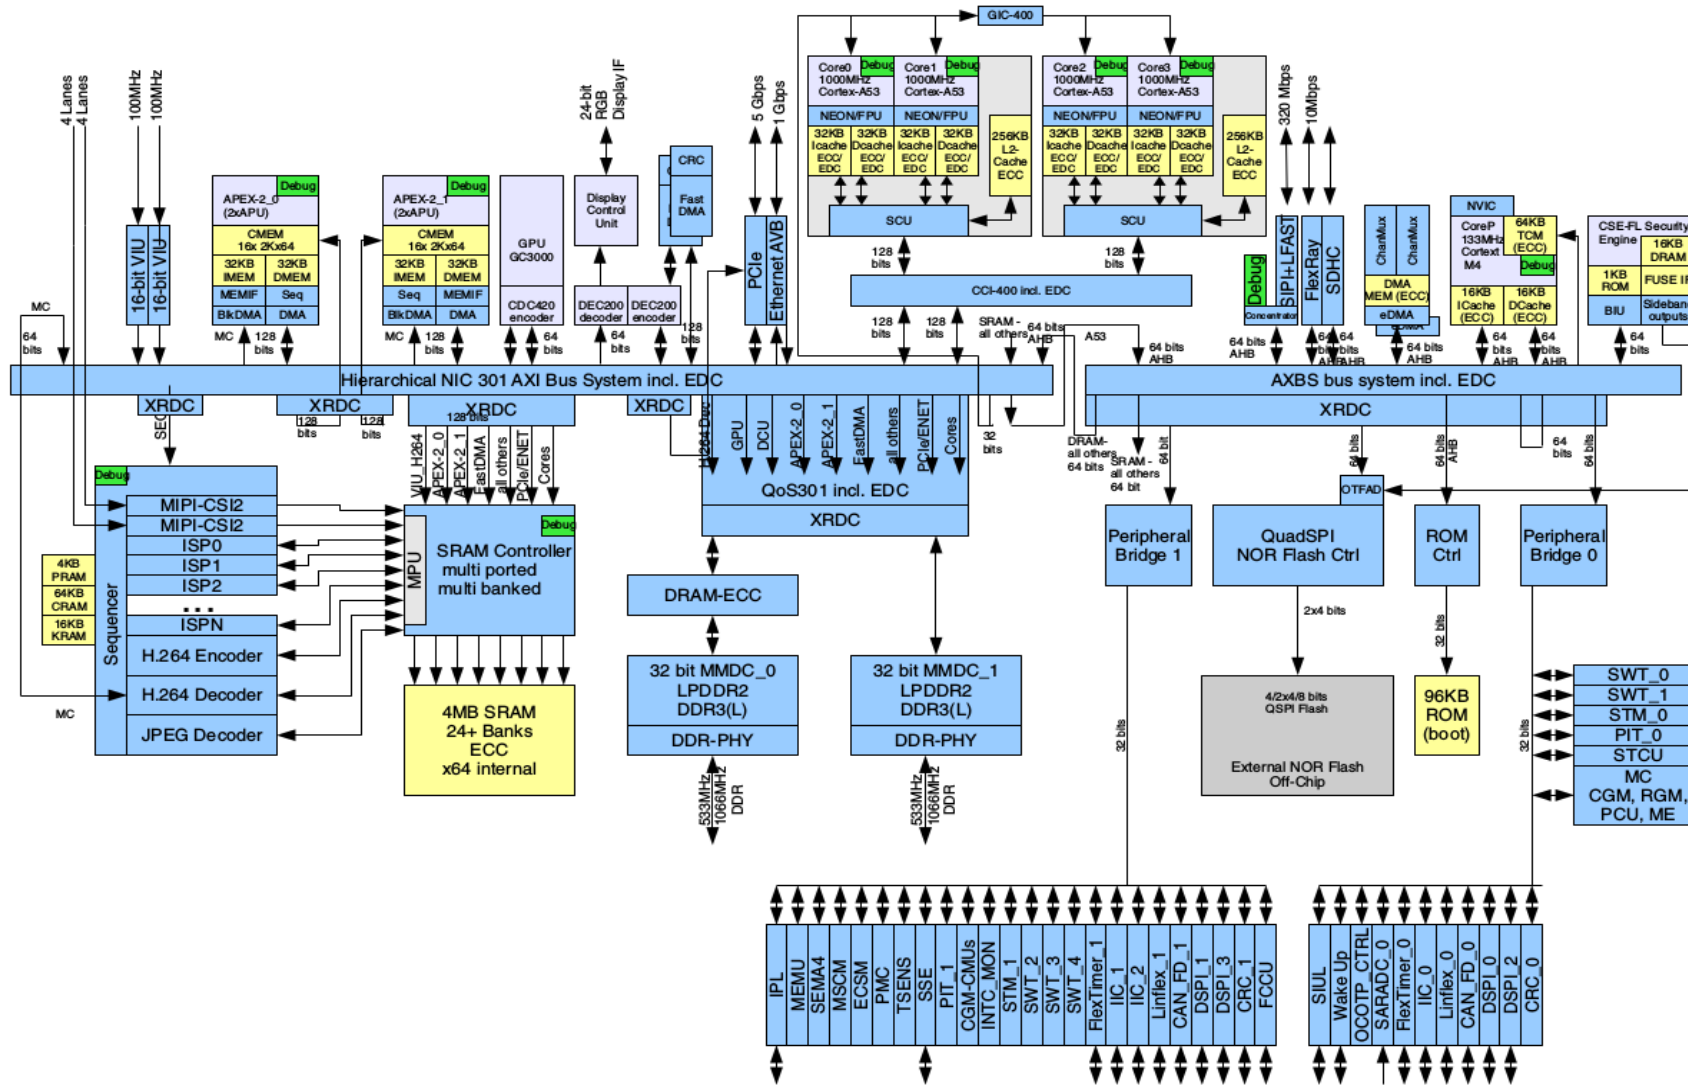 GIC-400
4 Lanes
4 Lanes
100MHz
100MHz
24-bit
RGB
Display IF
5 Gbps
1 Gbps
320 Mbps
10Mbps
Core0
1000MHz
Cortex-A53
Debug
Core1
1000MHz
Cortex-A53
Debug
NEON/FPU
NEON/FPU
32KB
Icache
ECC/
EDC
32KB
Dcache
ECC/
EDC
32KB
Icache
ECC/
EDC
32KB
Dcache
ECC/
EDC
256KB
L2-
Cache
ECC
SCU
Core2
1000MHz
Cortex-A53
Debug
Core3
1000MHz
Cortex-A53
Debug
NEON/FPU
NEON/FPU
32KB
Icache
ECC/
EDC
32KB
Dcache
ECC/
EDC
32KB
Icache
ECC/
EDC
32KB
Dcache
ECC/
EDC
256KB
L2-
Cache
ECC
SCU
128
bits
128
bits
CCI-400 incl. EDC
128
bits
128
bits
SRAM -
all others
64 bits
AHB
A53
64 bits
AHB
16-bit VIU
16-bit VIU
APEX-2_0
(2xAPU)
Debug
CMEM
16x 2Kx64
32KB
IMEM
32KB
DMEM
MEMIF
Seq
BlkDMA
DMA
APEX-2_1
(2xAPU)
Debug
CMEM
16x 2Kx64
32KB
IMEM
32KB
DMEM
Seq
MEMIF
BlkDMA
DMA
GPU
GC3000
CDC420
encoder
Display
Control
Unit
DEC200
decoder
DEC200
encoder
CRC
Fast
DMA
PCIe
Ethernet AVB
Debug
SIPI+LFAST
Concentrator
FlexRay
SDHC
ChanMux
ChanMux
DMA
MEM (ECC)
eDMA
eDMA
NVIC
CoreP
133MHz
Cortext
M4
64KB
TCM
(ECC)
Debug
16KB
ICache
(ECC)
16KB
DCache
(ECC)
CSE-FL Security
Engine
16KB
DRAM
1KB
ROM
FUSE IF
BIU
Sideband
outputs
MC
64
bits
MC
128
bits
MC
128
bits
64
bits
64
bits
128
bits
128
bits
64 bits
AHB
64
bits
AHB
64
bits
AHB
64 bits
AHB
64
bits
AHB
64
bits
AHB
64
bits
Hierarchical NIC 301 AXI Bus System incl. EDC
AXBS bus system incl. EDC
XRDC
XRDC
XRDC
XRDC
XRDC
SEQ
128
bits
128
bits
128 bits
VIU_H264
APEX-2_0
APEX-2_1
FastDMA
all others
PCIe/ENET
Cores
H.264 Dec
GPU
DCU
APEX-2_0
APEX-2_1
FastDMA
all others
PCIe/ENET
Cores
32
bits
DRAM-
all others
64 bits
SRAM -
all others
64 bit
64 bit
64 bits
64 bits
AHB
64
bits
64 bits
QoS301 incl. EDC
XRDC
Debug
MIPI-CSI2
MIPI-CSI2
ISP0
ISP1
ISP2
...
ISPN
H.264 Encoder
H.264 Decoder
JPEG Decoder
Sequencer
4KB
PRAM
64KB
CRAM
16KB
KRAM
MC
MPU
Debug
SRAM Controller
multi ported
multi banked
4MB SRAM
24+ Banks
ECC
x64 internal
DRAM-ECC
32 bit MMDC_0
LPDDR2
DDR3(L)
DDR-PHY
533MHz
1066MHz
DDR
32 bit MMDC_1
LPDDR2
DDR3(L)
DDR-PHY
533MHz
1066MHz
DDR
Peripheral
Bridge 1
32 bits
OTFAD
QuadSPI
NOR Flash Ctrl
2x4 bits
4/2x4/8 bits
QSPI Flash
External NOR Flash
Off-Chip
ROM
Ctrl
32 bits
96KB
ROM
(boot)
Peripheral
Bridge 0
32 bits
SWT_0
SWT_1
STM_0
PIT_0
STCU
MC
CGM, RGM,
PCU, ME
IPL
MEMU
SEMA4
MSCM
ECSM
PMC
TSENS
SSE
PIT_1
CGM-CMUs
INTC_MON
STM_1
SWT_2
SWT_3
SWT_4
FlexTimer_1
IIC_1
IIC_2
Linflex_1
CAN_FD_1
DSPI_1
DSPI_3
CRC_1
FCCU
SIUL
Wake Up
OCOTP_CTRL
SARADC_0
FlexTimer_0
IIC_0
Linflex_0
CAN_FD_0
DSPI_0
DSPI_2
CRC_0